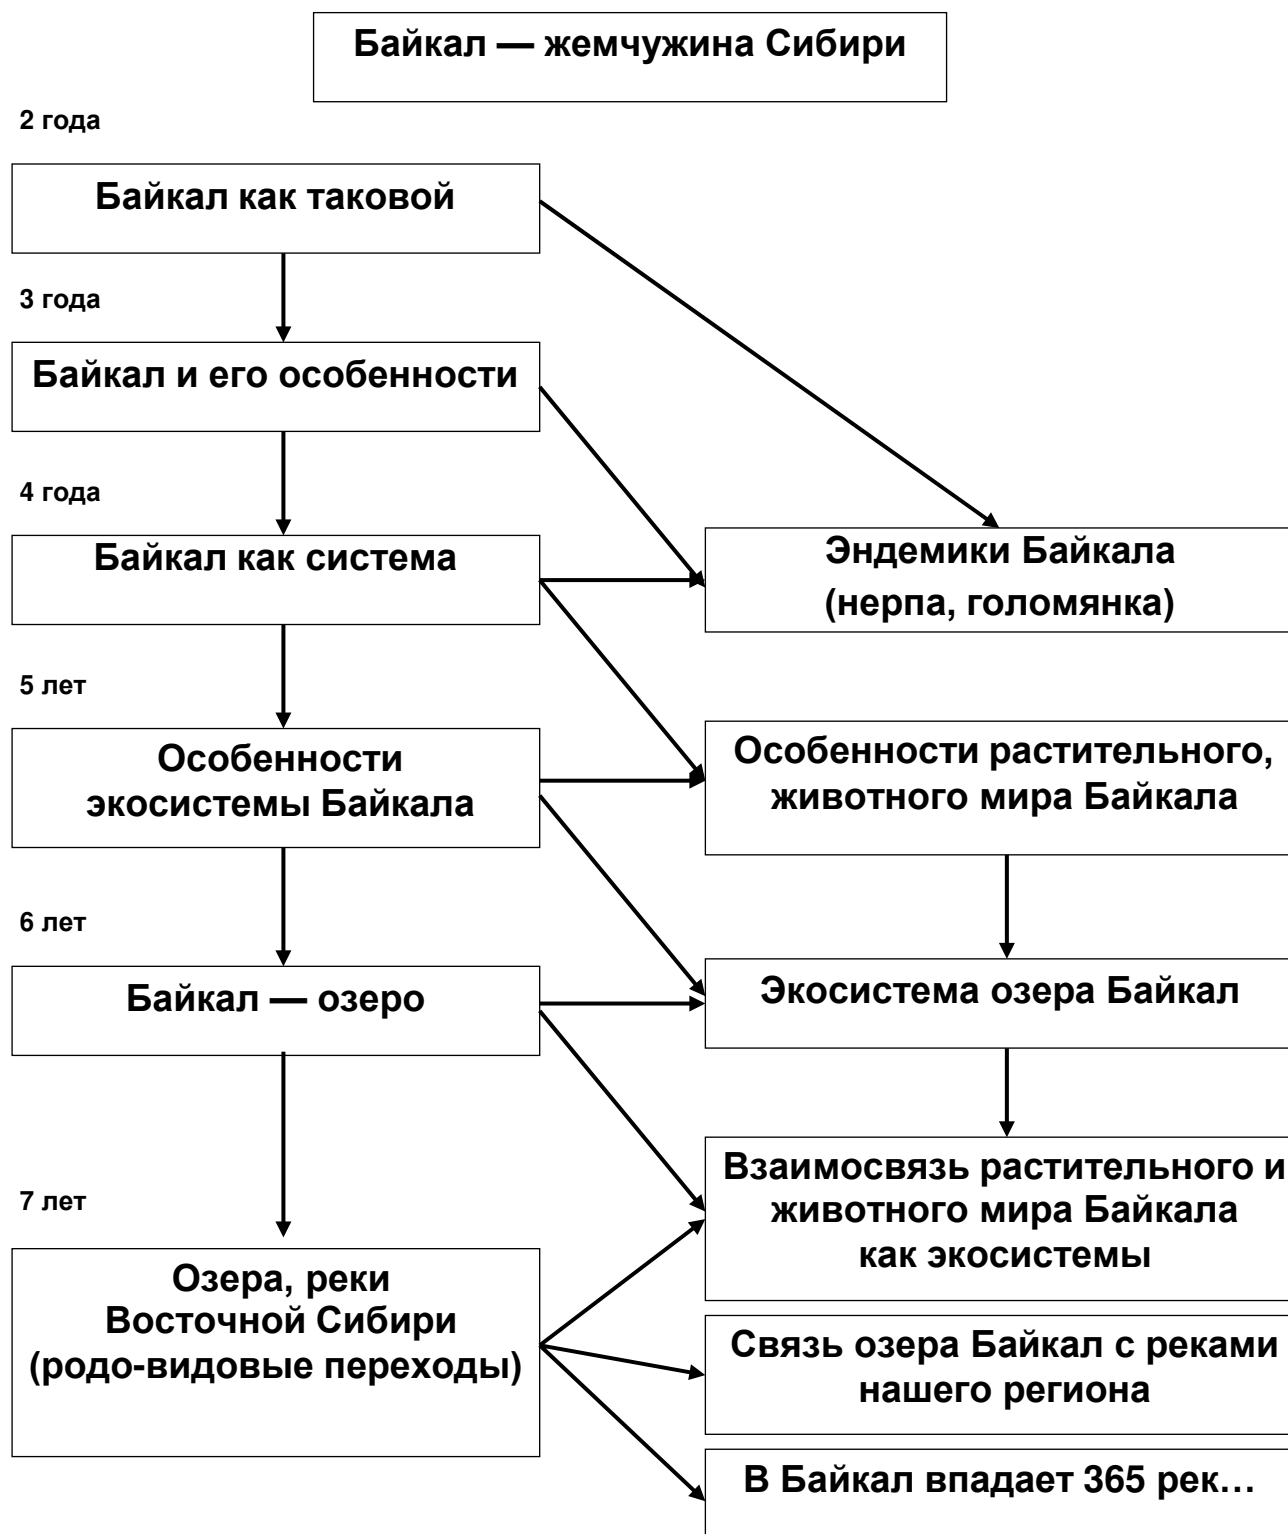 Байкал — жемчужина Сибири
2 года
Байкал как таковой
3 года
Байкал и его особенности
4 года
Байкал как система
Эндемики Байкала
(нерпа, голомянка)
5 лет
Особенности
экосистемы Байкала
Особенности растительного,
животного мира Байкала
6 лет
Байкал — озеро
Экосистема озера Байкал
7 лет
Озера, реки
Восточной Сибири
(родо-видовые переходы)
Взаимосвязь растительного и
животного мира Байкала
как экосистемы
Связь озера Байкал с реками
нашего региона
В Байкал впадает 365 рек…